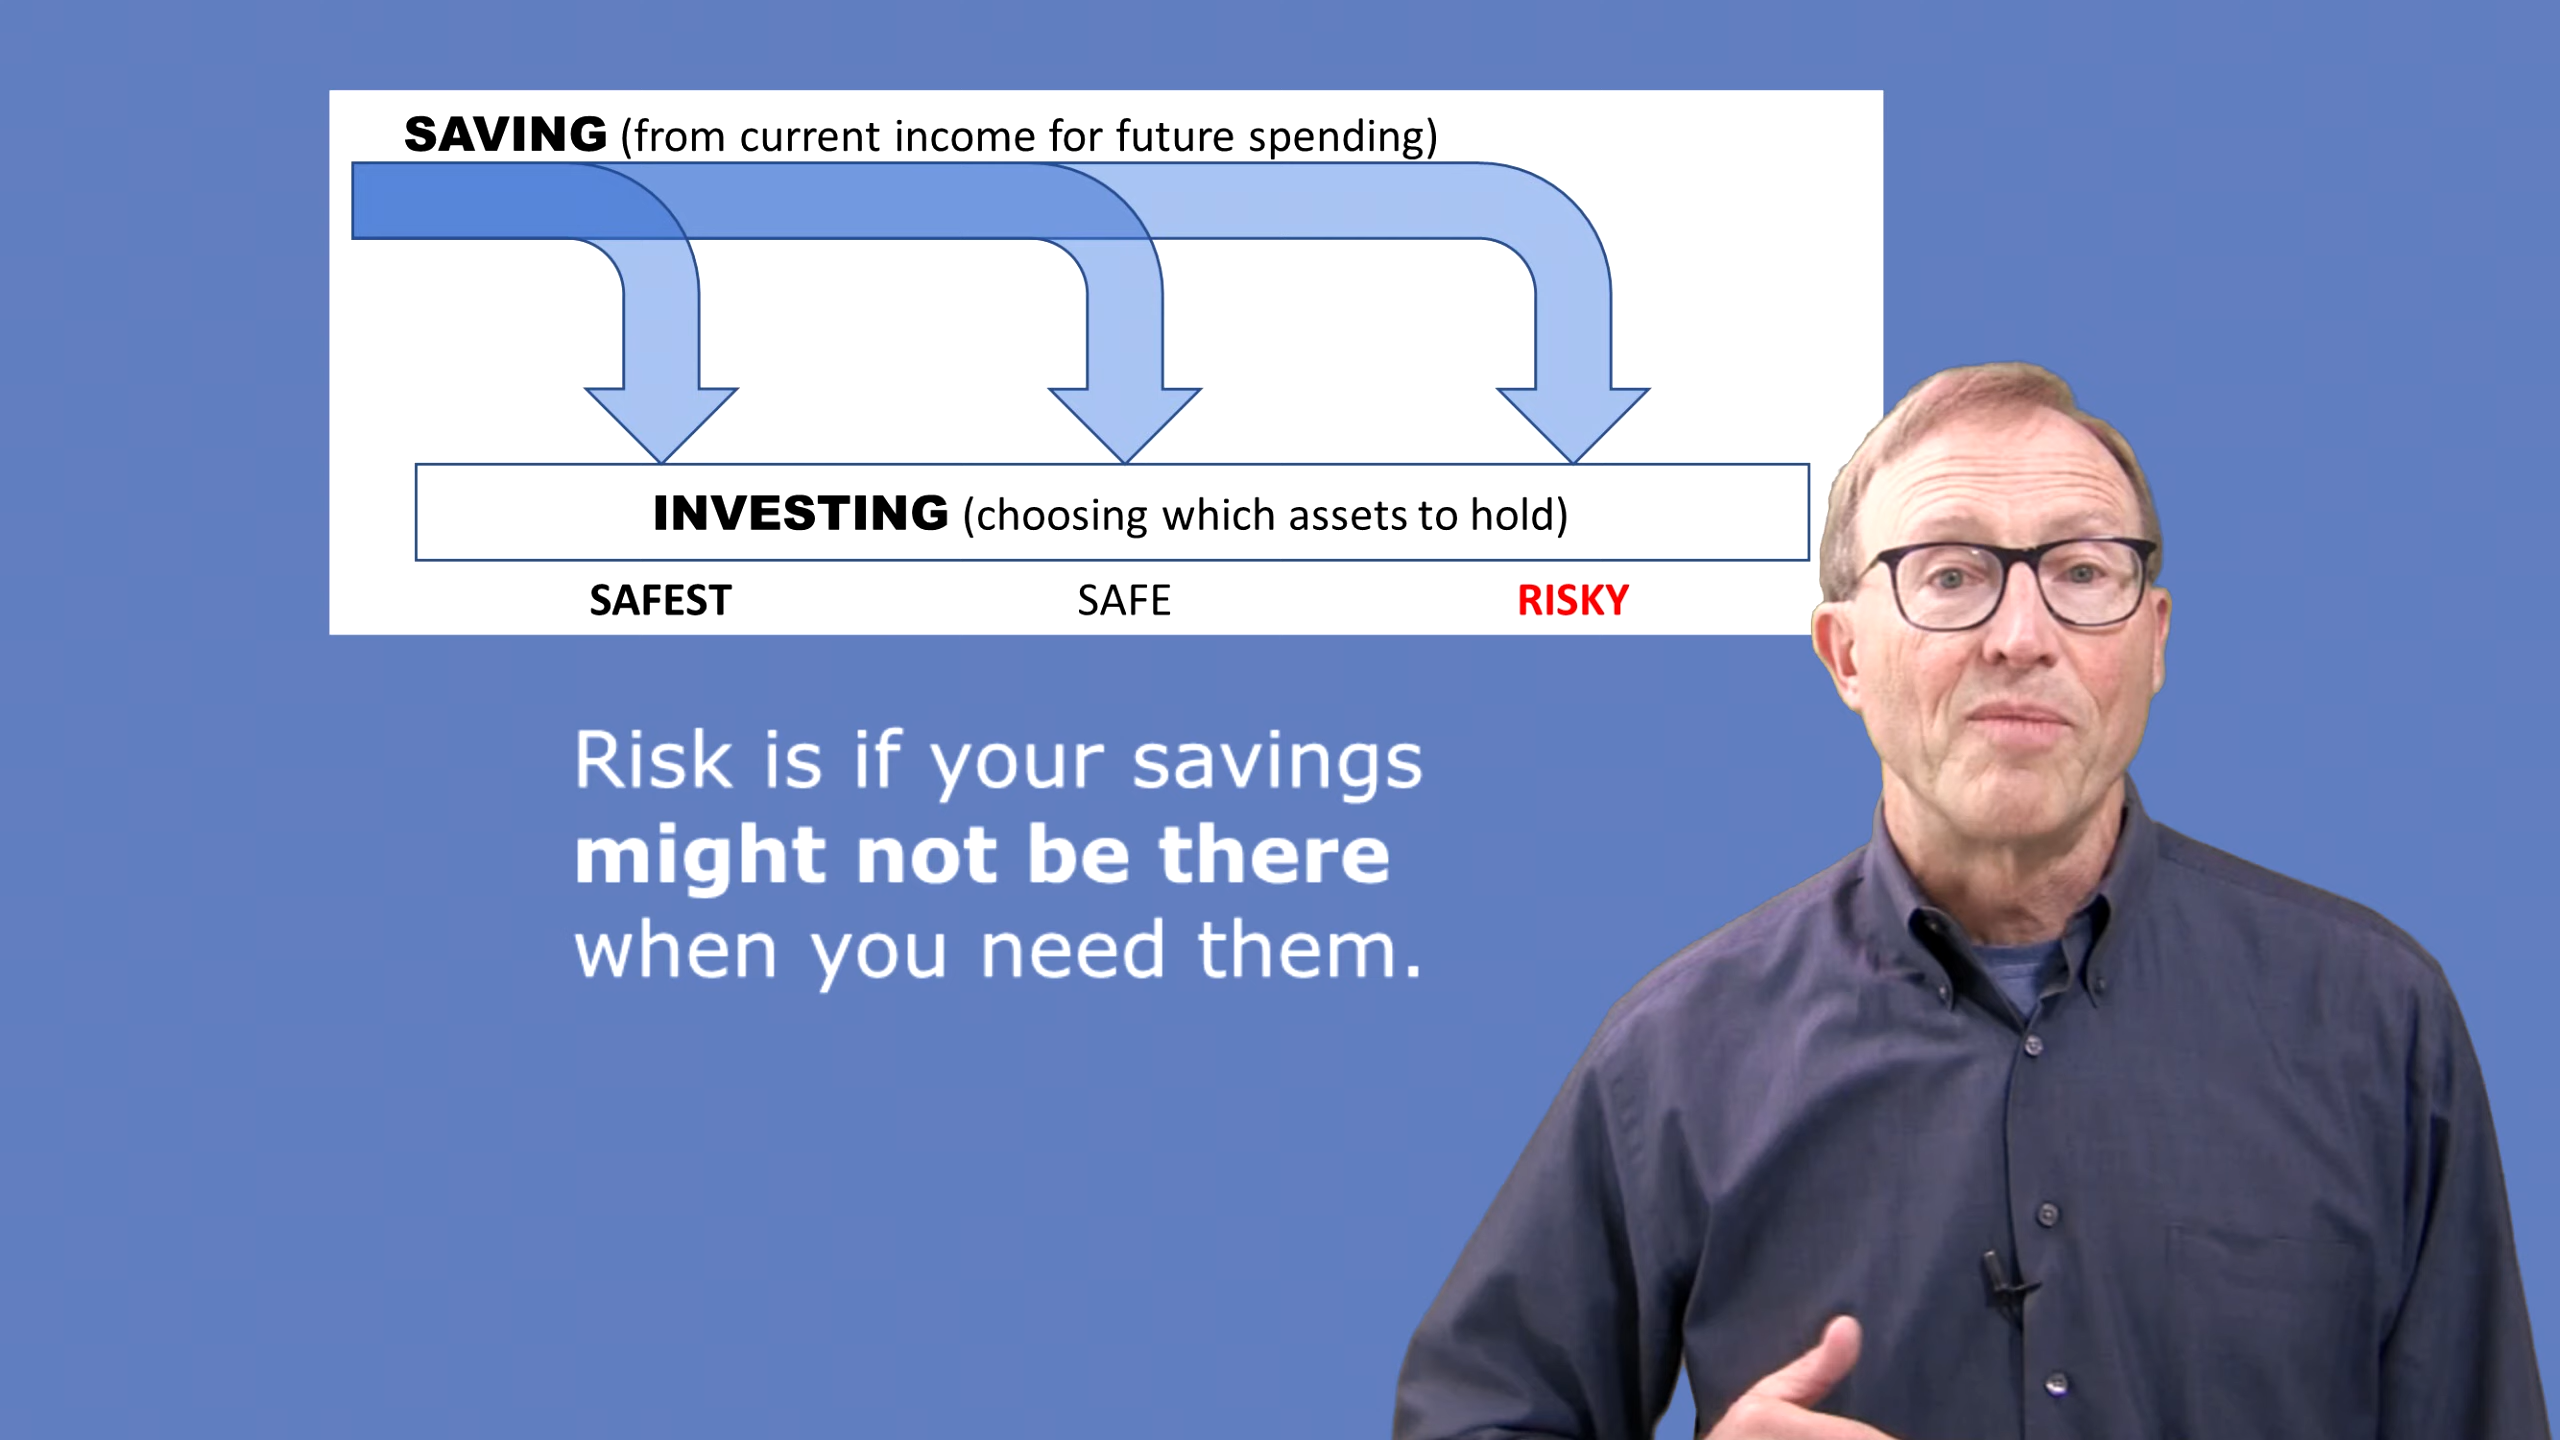 SAVING (from current income for future spending)
INVESTING (choosing which assets to hold)
SAFEST SAFE RISKY
Risk is if your savings
might not be there
when you need them.